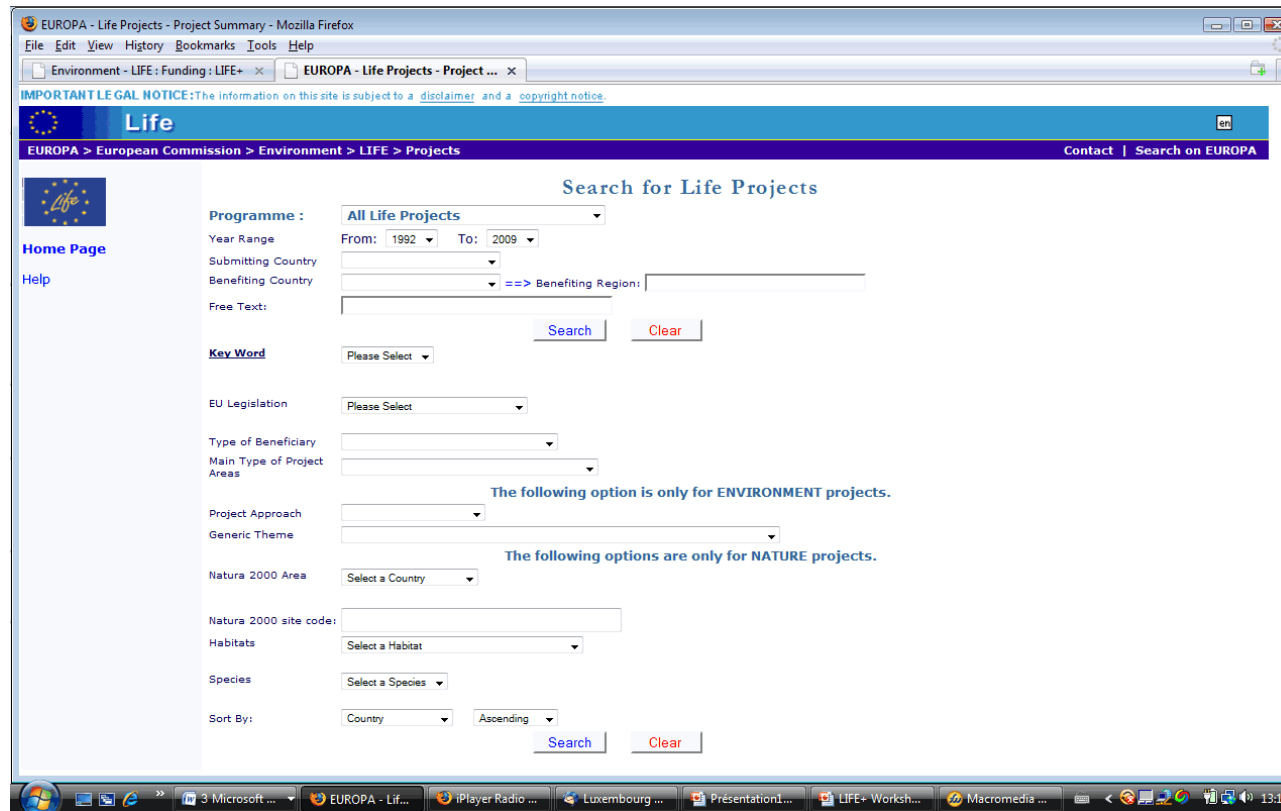 EUROPA - Life Projects - Project Summary - Mozilla Firefox
File Edit View History Bookmarks Tools Help
Environment - LIFE : Funding : LIFE+ EUROPA - Life Projects - Project ...
IMPORTANT LEGAL NOTICE: The information on this site is subject to a disclaimer and a copyright notice.
Life en
EUROPA > European Commission > Environment > LIFE > Projects Contact | Search on EUROPA
Life
Home Page
Help
Search for Life Projects
Programme : All Life Projects
Year Range From: 1992 To: 2009
Submitting Country
Benefiting Country ==> Benefiting Region:
Free Text:
Search Clear
Key Word Please Select
EU Legislation Please Select
Type of Beneficiary
Main Type of Project
Areas
The following option is only for ENVIRONMENT projects.
Project Approach
Generic Theme
The following options are only for NATURE projects.
Natura 2000 Area Select a Country
Natura 2000 site code:
Habitats Select a Habitat
Species Select a Species
Sort By: Country Ascending
Search Clear
3 Microsoft ... EUROPA - Lif... iPlayer Radio ... Luxembourg ... Présentation1... LIFE+ Worksh... Macromedia ...